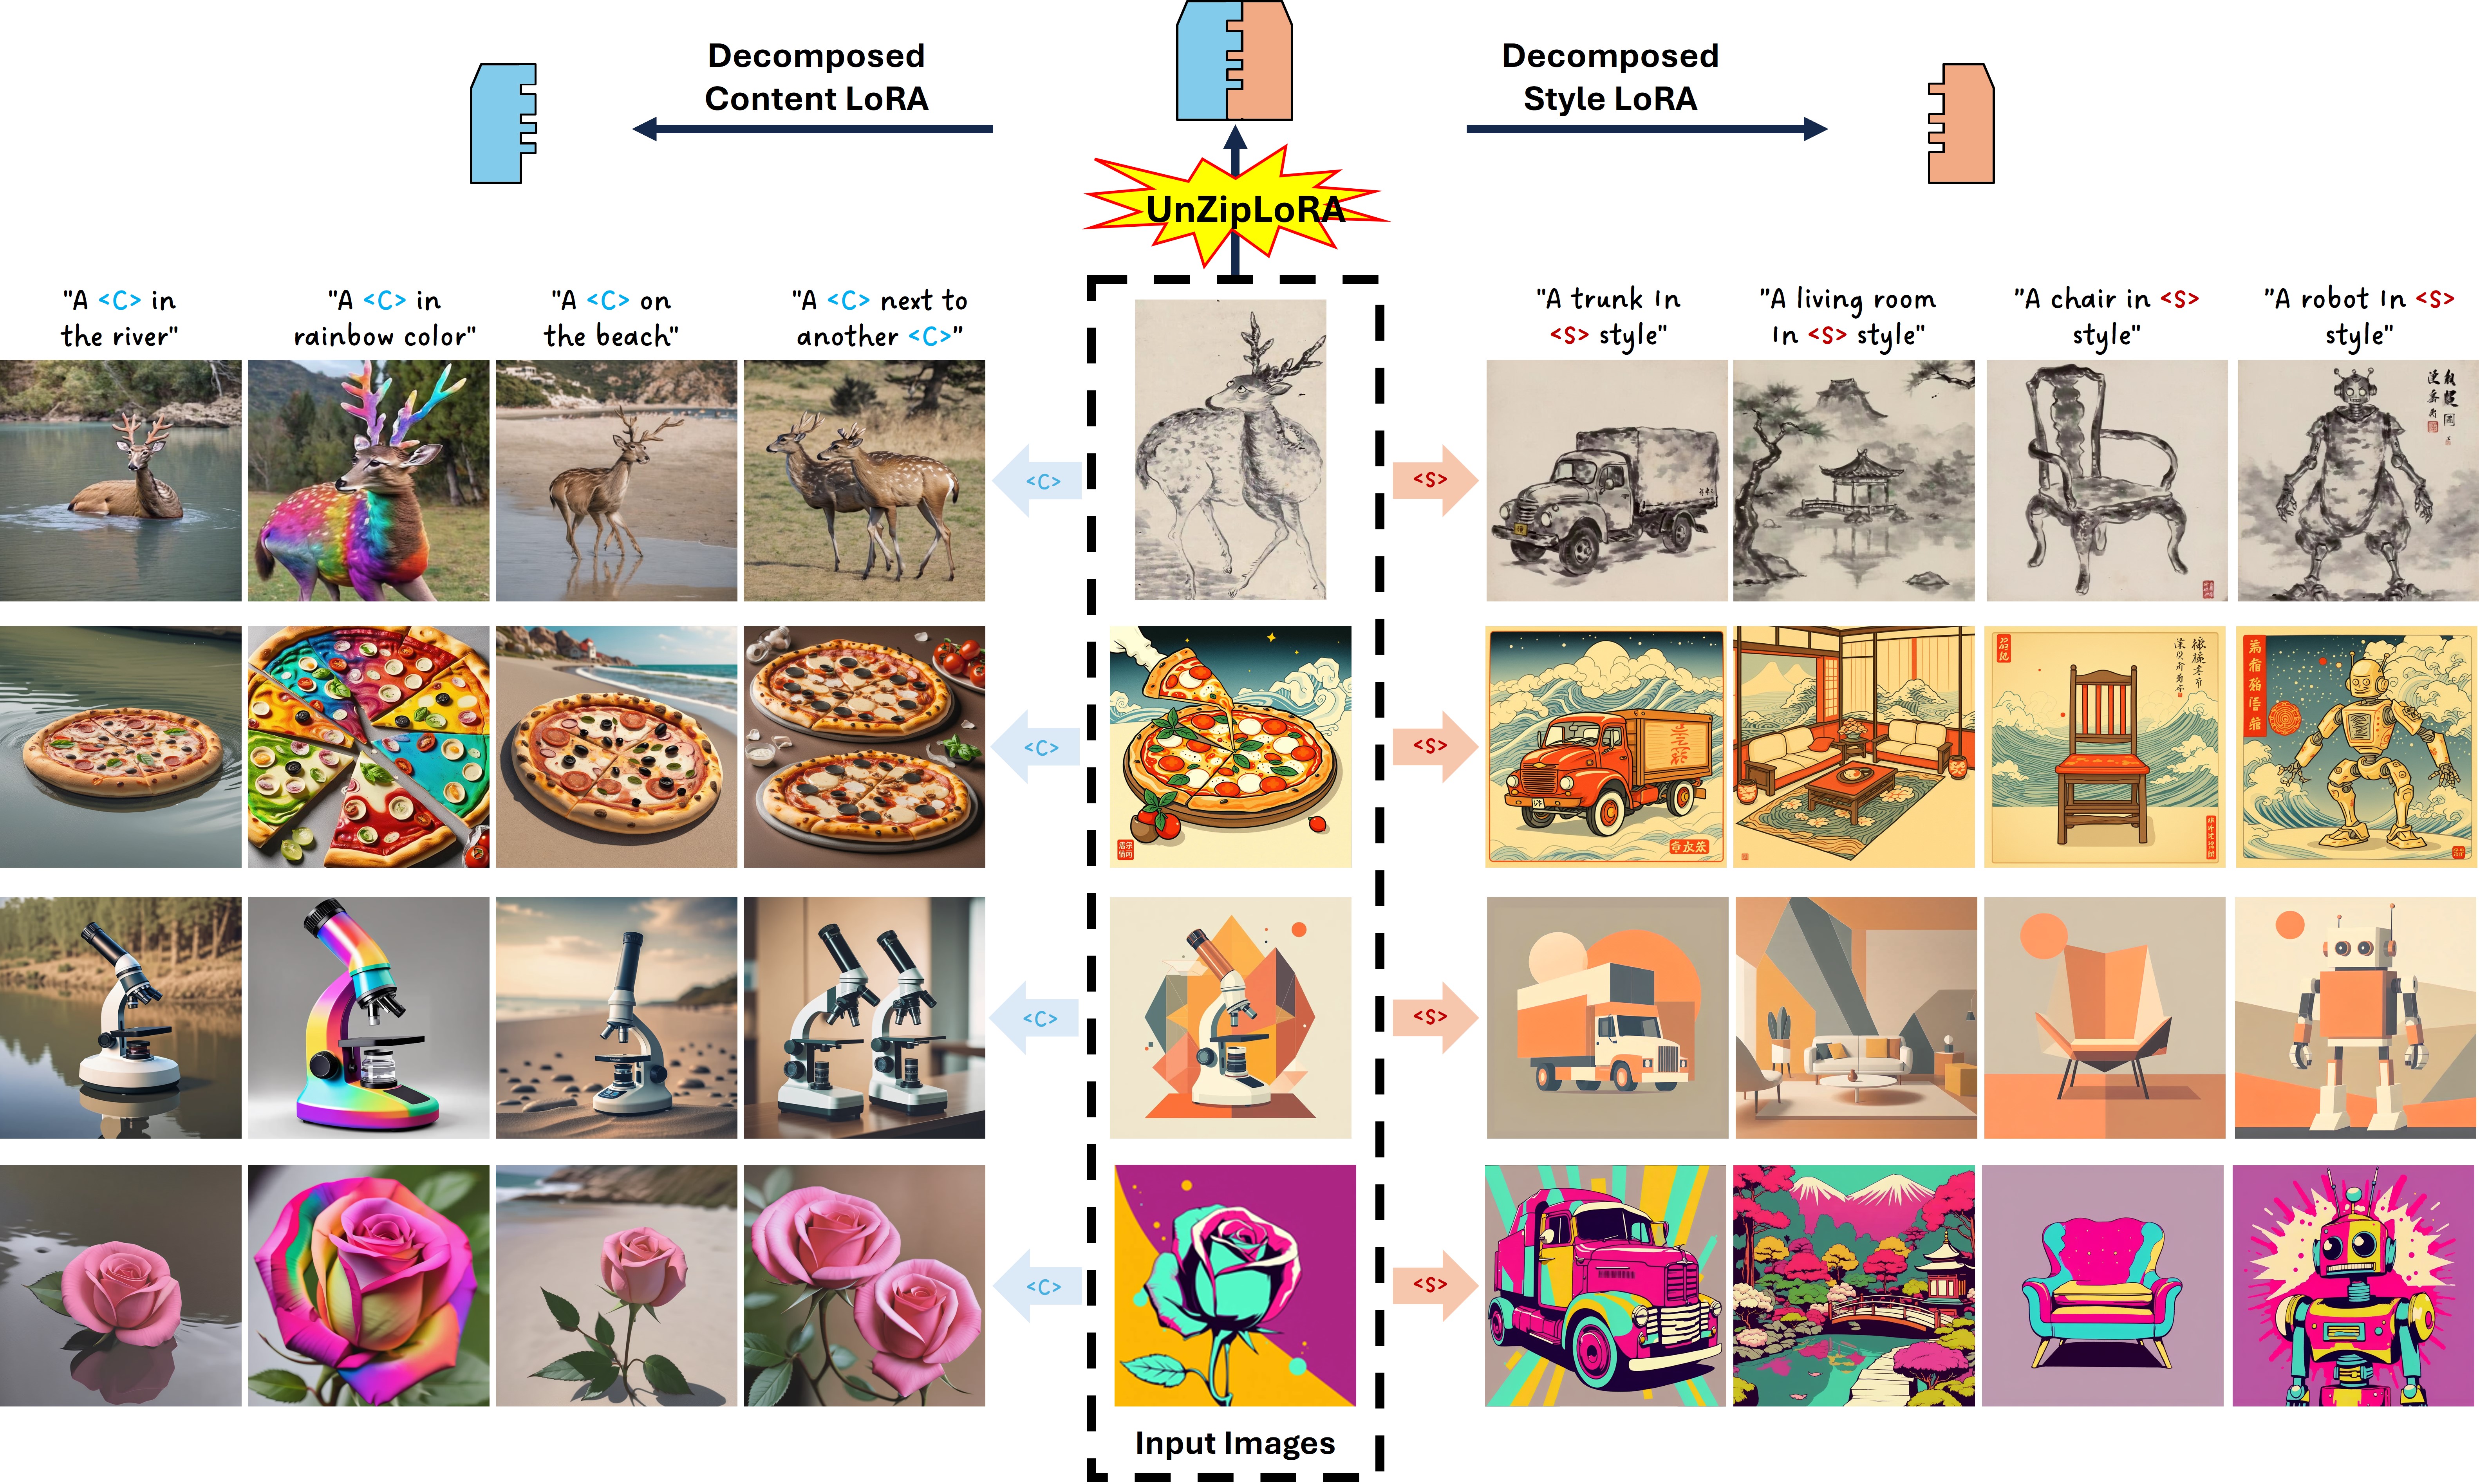 Decomposed
Content LoRA
Decomposed
Style LoRA
UnZipLoRA
"A <C> in
the river"
"A <C> in
rainbow color"
"A <C> on
the beach"
"A <C> next to
another <C>"
"A trunk In
<S> style"
"A living room
In <S> style"
"A chair in <S>
style"
"A robot In <S>
style"
<C>
<S>
<C>
<S>
<C>
<S>
<C>
<S>
Input Images